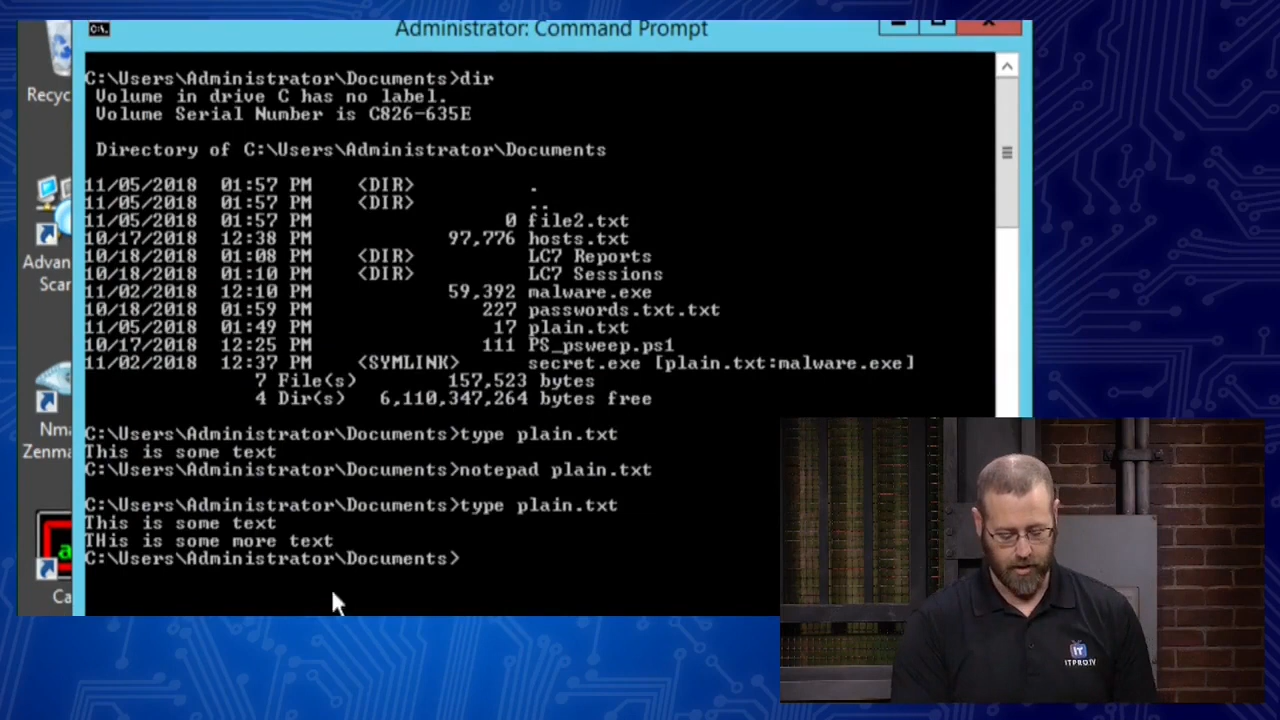 Administrator: Command Prompt
C:\Users\Administrator\Documents>dir
Volume in drive C has no label.
Volume Serial Number is C826-635E
Directory of C:\Users\Administrator\Documents
11/05/2018 01:57 PM <DIR> .
11/05/2018 01:57 PM <DIR> ..
11/05/2018 01:57 PM 0 file2.txt
10/17/2018 12:38 PM 97,776 hosts.txt
10/18/2018 01:08 PM <DIR> LC7 Reports
10/18/2018 01:10 PM <DIR> LC7 Sessions
11/02/2018 12:10 PM 59,392 malware.exe
10/18/2018 01:59 PM 227 passwords.txt.txt
11/05/2018 01:49 PM 17 plain.txt
10/17/2018 12:25 PM 111 PS_psweep.ps1
11/02/2018 12:37 PM <SYMLINK> secret.exe [plain.txt:malware.exe]
7 File(s) 157,523 bytes
4 Dir(s) 6,110,347,264 bytes free
C:\Users\Administrator\Documents>type plain.txt
This is some text
C:\Users\Administrator\Documents>notepad plain.txt
C:\Users\Administrator\Documents>type plain.txt
This is some text
THis is some more text
C:\Users\Administrator\Documents>
Recyc
Advan
Scan
Nma
Zenma
Ca
IT
ITPRO.TV